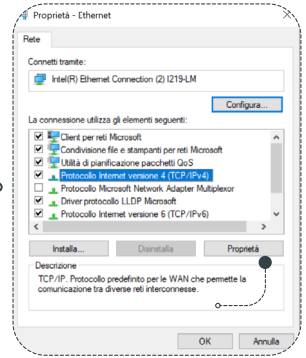 Proprietà - Ethernet
Rete
Connetti tramite:
Intel(R) Ethernet Connection (2) I219-LM
Configura...
La connessione utilizza gli elementi seguenti:
Client per reti Microsoft
Condivisione file e stampanti per reti Microsoft
Utilità di pianificazione pacchetti QoS
Protocollo Internet versione 4 (TCP/IPv4)
Protocollo Microsoft Network Adapter Multiplexor
Driver protocollo LLDP Microsoft
Protocollo Internet versione 6 (TCP/IPv6)
Installa...
Disinstalla
Proprietà
Descrizione
TCP/IP. Protocollo predefinito per le WAN che permette la
comunicazione tra diverse reti interconnesse.
OK
Annulla